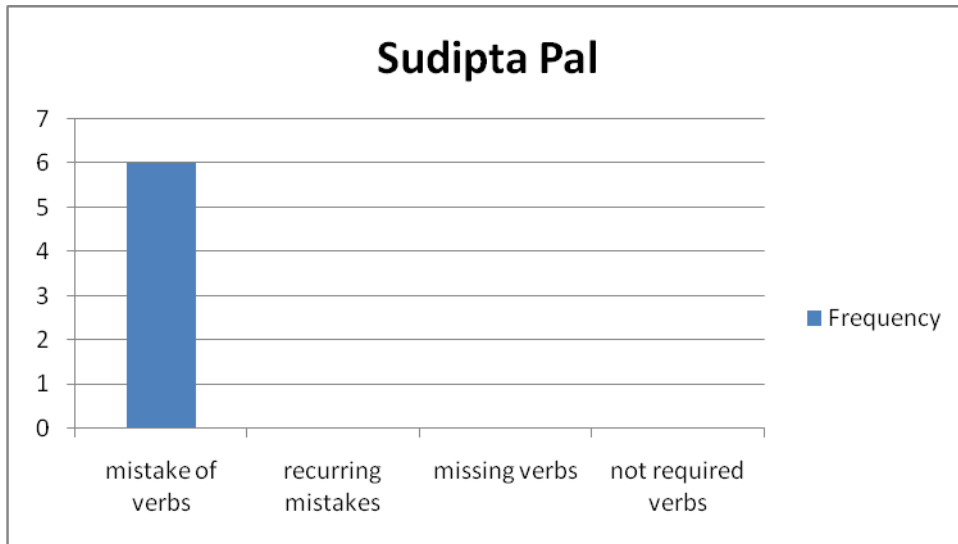 Sudipta Pal
7
6
5
4
3
2
1
0
mistake of
verbs
recurring
mistakes
missing verbs
not required
verbs
Frequency